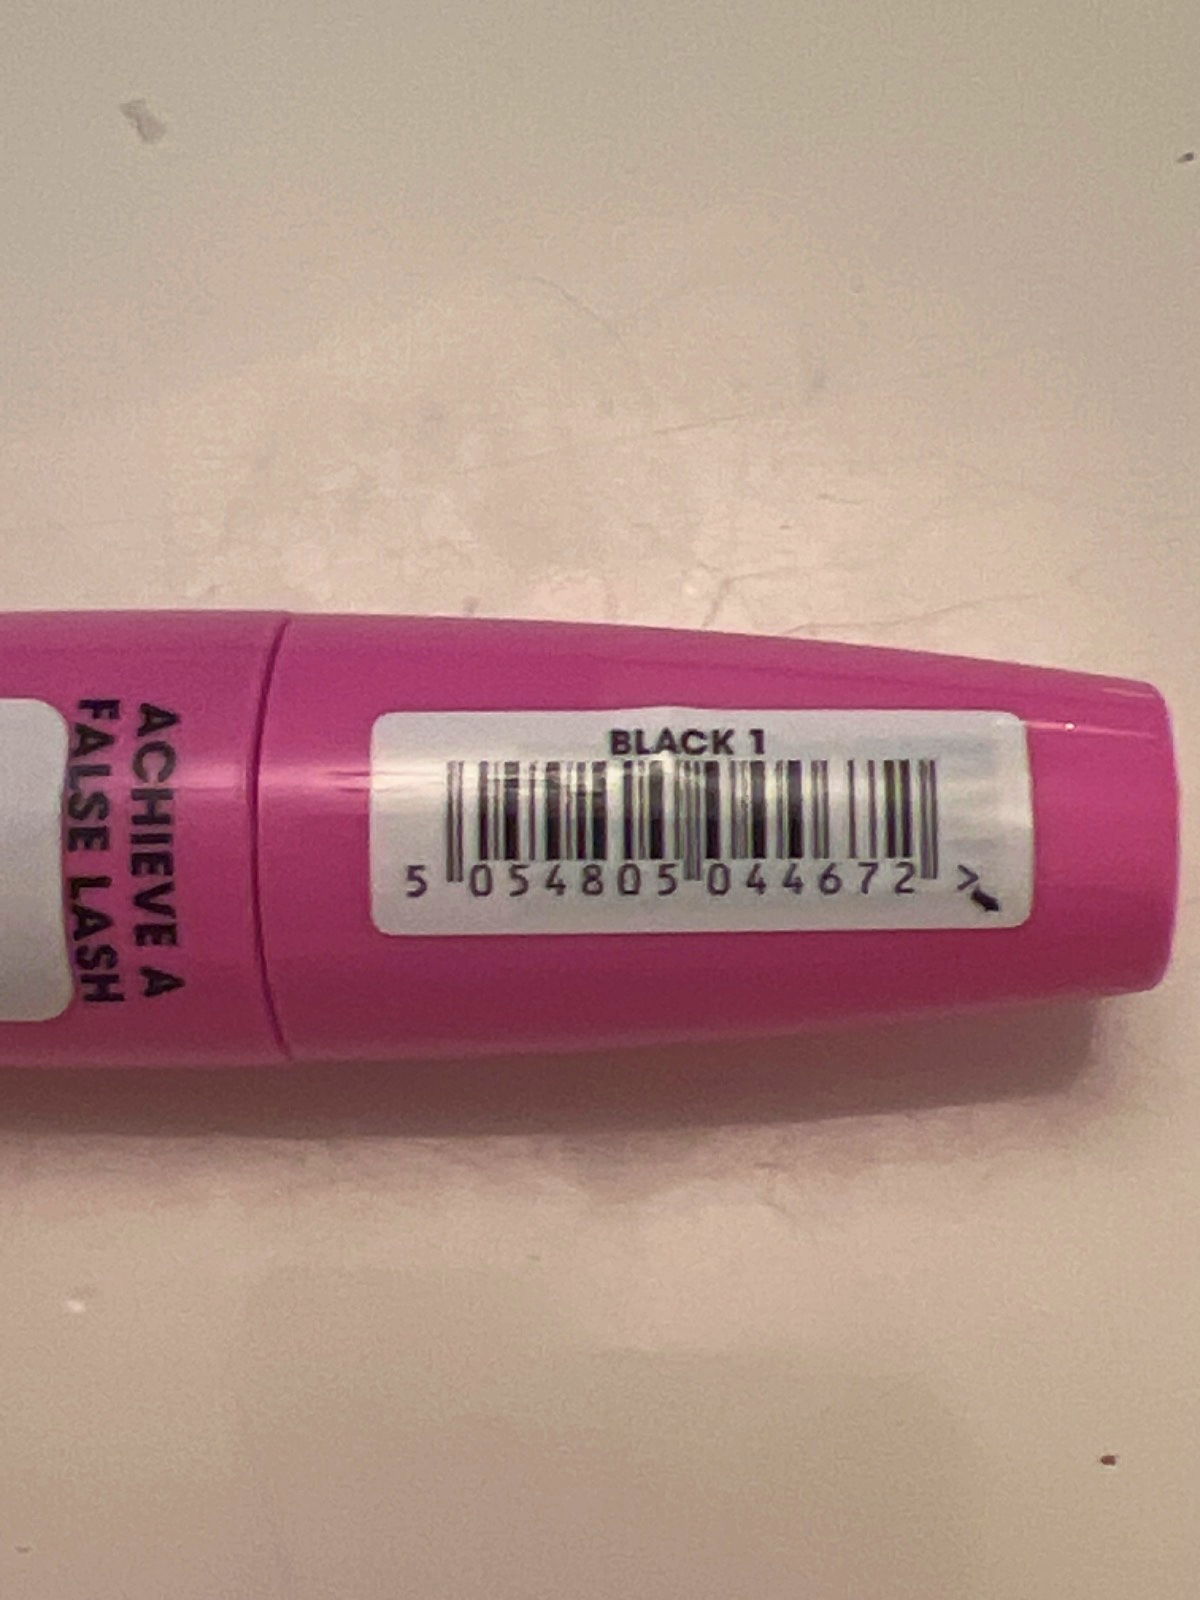 ACHIEVE A
FALSE LASH
BLACK 1
5 054805 044672 >